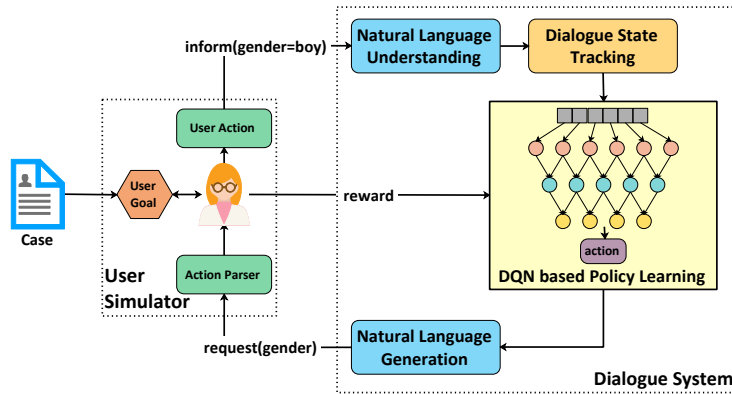 inform(gender=boy)
Natural Language
Understanding
Dialogue State
Tracking
User Action
User
Goal
Case
reward
Action Parser
User
Simulator
action
DQN based Policy Learning
request(gender)
Natural Language
Generation
Dialogue System